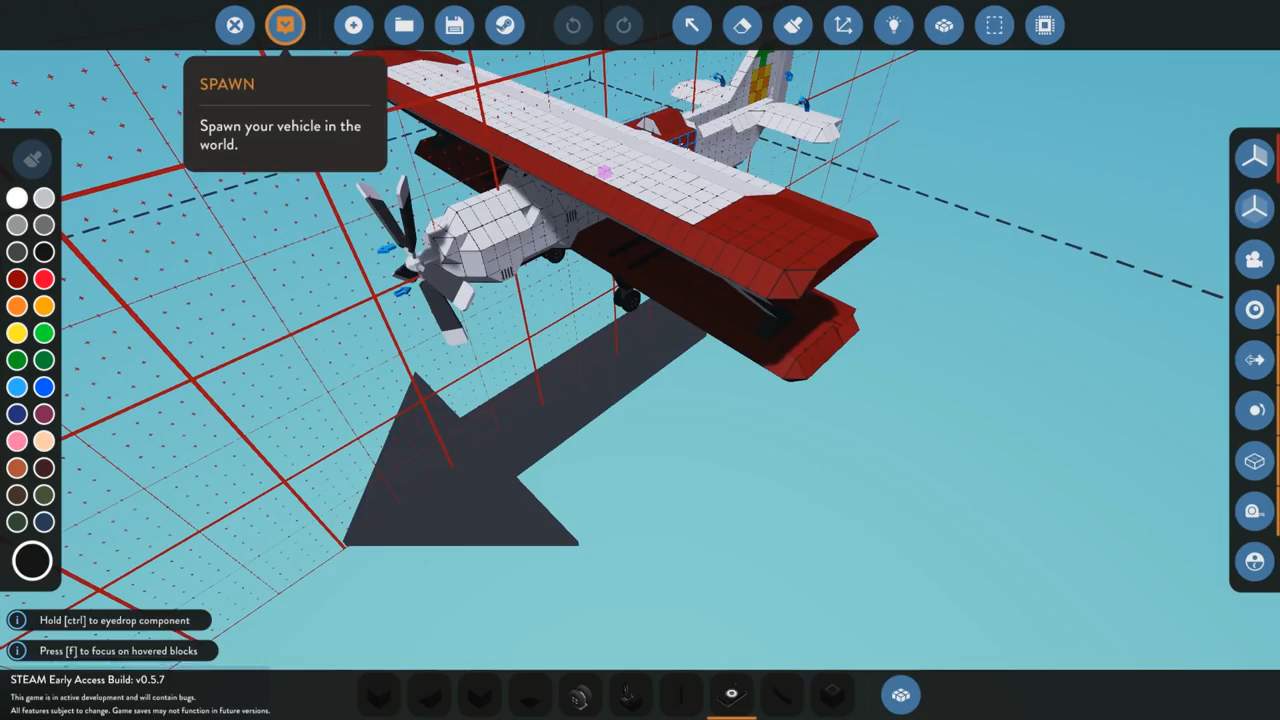 SPAWN
Spawn your vehicle in the
world.
Hold [ctrl] to eyedrop component
Press [f] to focus on hovered blocks
STEAM Early Access Build: v0.5.7
This game is in active development and will contain bugs.
All features subject to change. Game saves may not function in future versions.